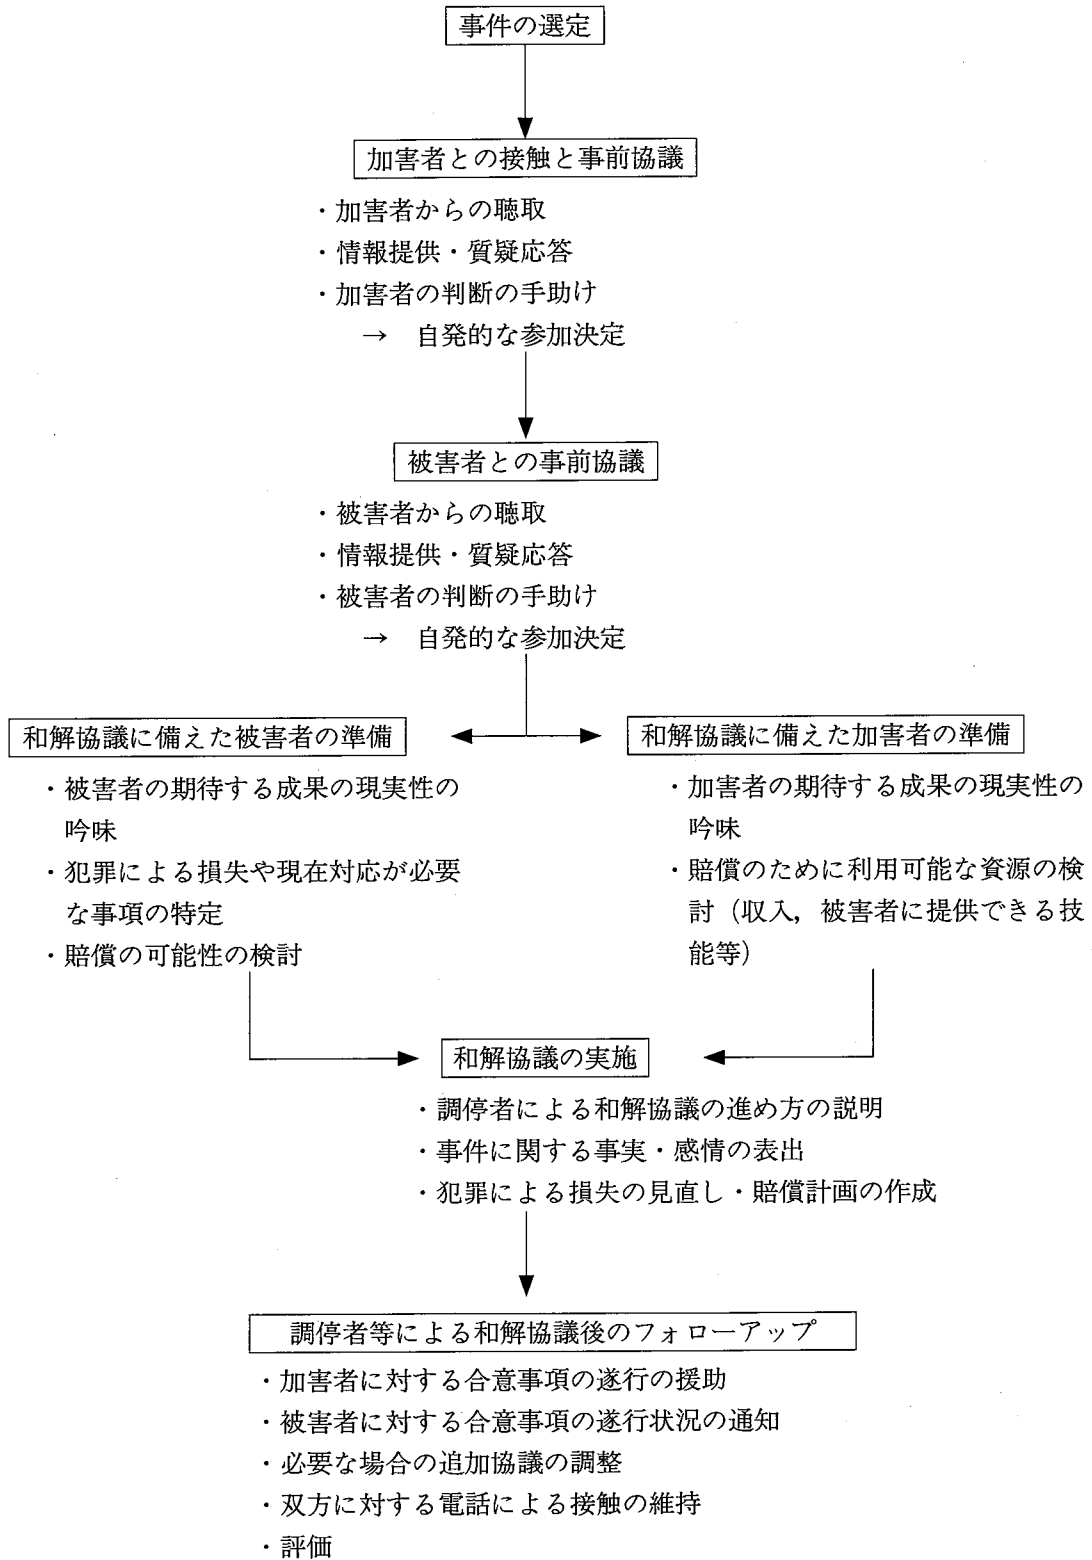 事件の選定
加害者との接触と事前協議
・加害者からの聴取
・情報提供・質疑応答
・加害者の判断の手助け
→ 自発的な参加決定
被害者との事前協議
・被害者からの聴取
・情報提供・質疑応答
・被害者の判断の手助け
→ 自発的な参加決定
和解協議に備えた被害者の準備
・被害者の期待する成果の現実性の
吟味
・犯罪による損失や現在対応が必要
な事項の特定
・賠償の可能性の検討
和解協議に備えた加害者の準備
・加害者の期待する成果の現実性の
吟味
・賠償のために利用可能な資源の検
討（収入，被害者に提供できる技
能等）
和解協議の実施
・調停者による和解協議の進め方の説明
・事件に関する事実・感情の表出
・犯罪による損失の見直し・賠償計画の作成
調停者等による和解協議後のフォローアップ
・加害者に対する合意事項の遂行の援助
・被害者に対する合意事項の遂行状況の通知
・必要な場合の追加協議の調整
・双方に対する電話による接触の維持
・評価